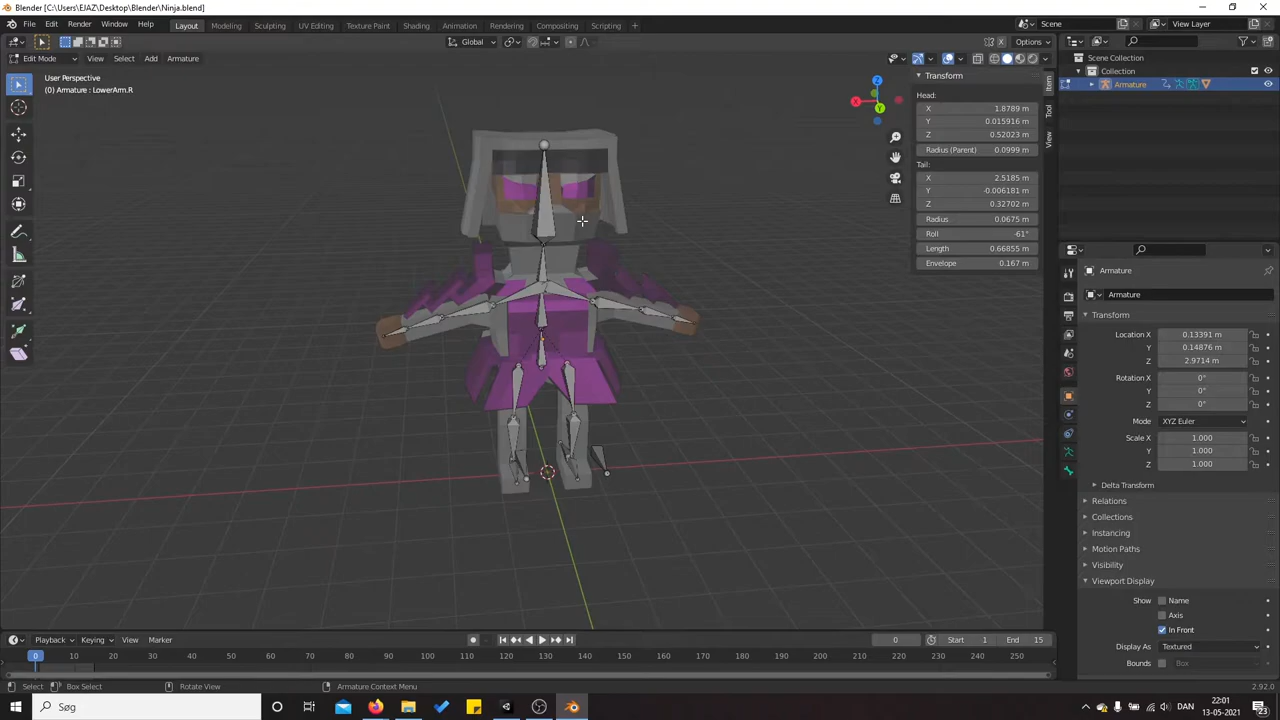 Blender [C:\Users\EJAZ\Desktop\Blender\Ninja.blend]
File Edit Render Window Help Layout Modeling Sculpting UV Editing Texture Paint Shading Animation Rendering Compositing Scripting Scene View Layer
Global Options
Edit Mode View Select Add Armature
User Perspective
(0) Armature : LowerArm.R
Transform
Head:
X 1.8789 m
Y 0.015916 m
Z 0.52023 m
Radius (Parent) 0.0999 m
Tail:
X 2.5185 m
Y -0.006181 m
Z 0.32702 m
Radius 0.0675 m
Roll -61°
Length 0.66855 m
Envelope 0.167 m
Item
Tool
View
X
Y
Z
Scene Collection
Collection
Armature
Armature
Armature
Transform
Location X 0.13391 m
Y 0.14876 m
Z 2.9714 m
Rotation X 0°
Y 0°
Z 0°
Mode XYZ Euler
Scale X 1.000
Y 1.000
Z 1.000
Delta Transform
Relations
Collections
Instancing
Motion Paths
Visibility
Viewport Display
Show Name
Axis
In Front
Display As Textured
Bounds Box
Playback Keying View Marker 0 Start 1 End 15
0 10 20 30 40 50 60 70 80 90 100 110 120 130 140 150 160 170 180 190 200 210 220 230 240 250
Select Box Select Rotate View Armature Context Menu 2.92.0
Søg DAN 22:01 13-05-2021